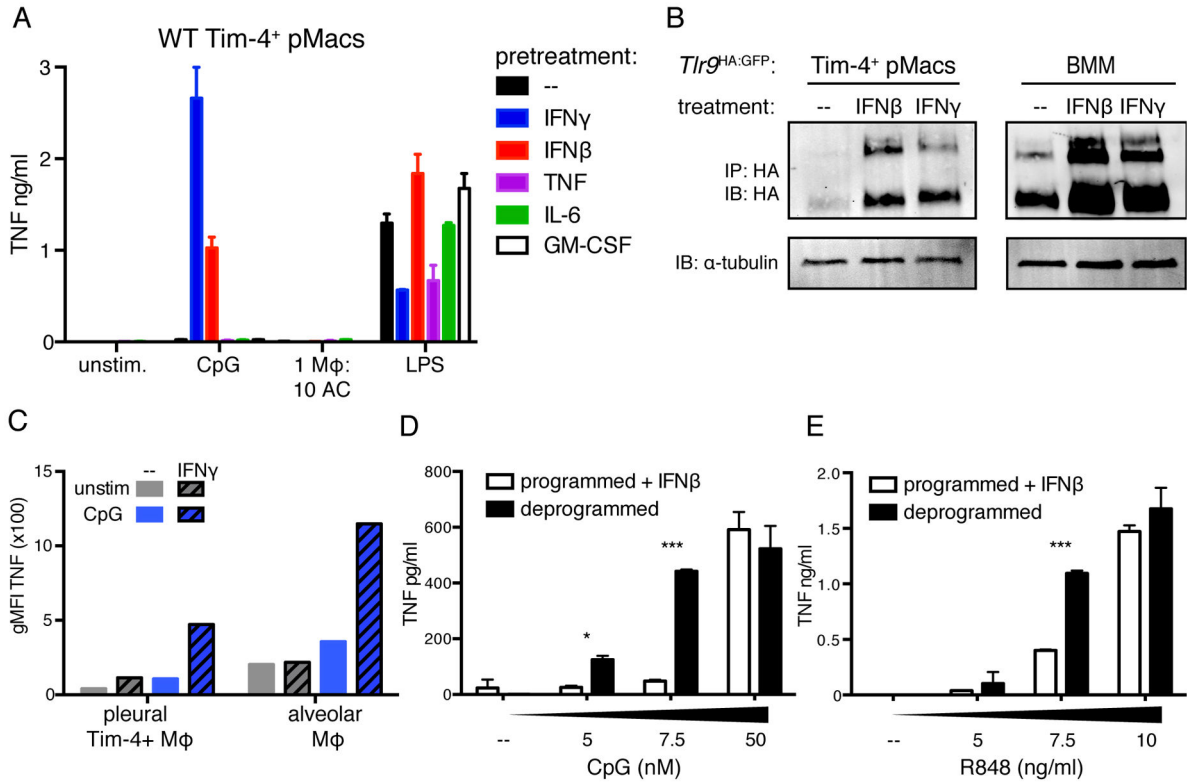 A
WT Tim-4⁺ pMacs
TNF ng/ml
3
2
1
0
unstim.
CpG
1 Mφ:
10 AC
LPS
pretreatment:
--
IFNγ
IFNβ
TNF
IL-6
GM-CSF
B
Tlr9ᴴᴬ:ᴳᶠᴾ:
Tim-4⁺ pMacs
BMM
treatment:
-- IFNβ IFNγ
-- IFNβ IFNγ
IP: HA
IB: HA
IB: α-tubulin
C
-- IFNγ
unstim
CpG
gMFI TNF (x100)
15
10
5
0
pleural
Tim-4+ Mφ
alveolar
Mφ
D
programmed + IFNβ
deprogrammed
TNF pg/ml
800
600
400
200
0
*
***
-- 5 7.5 50
CpG (nM)
E
programmed + IFNβ
deprogrammed
TNF ng/ml
2.0
1.5
1.0
0.5
0
***
-- 5 7.5 10
R848 (ng/ml)